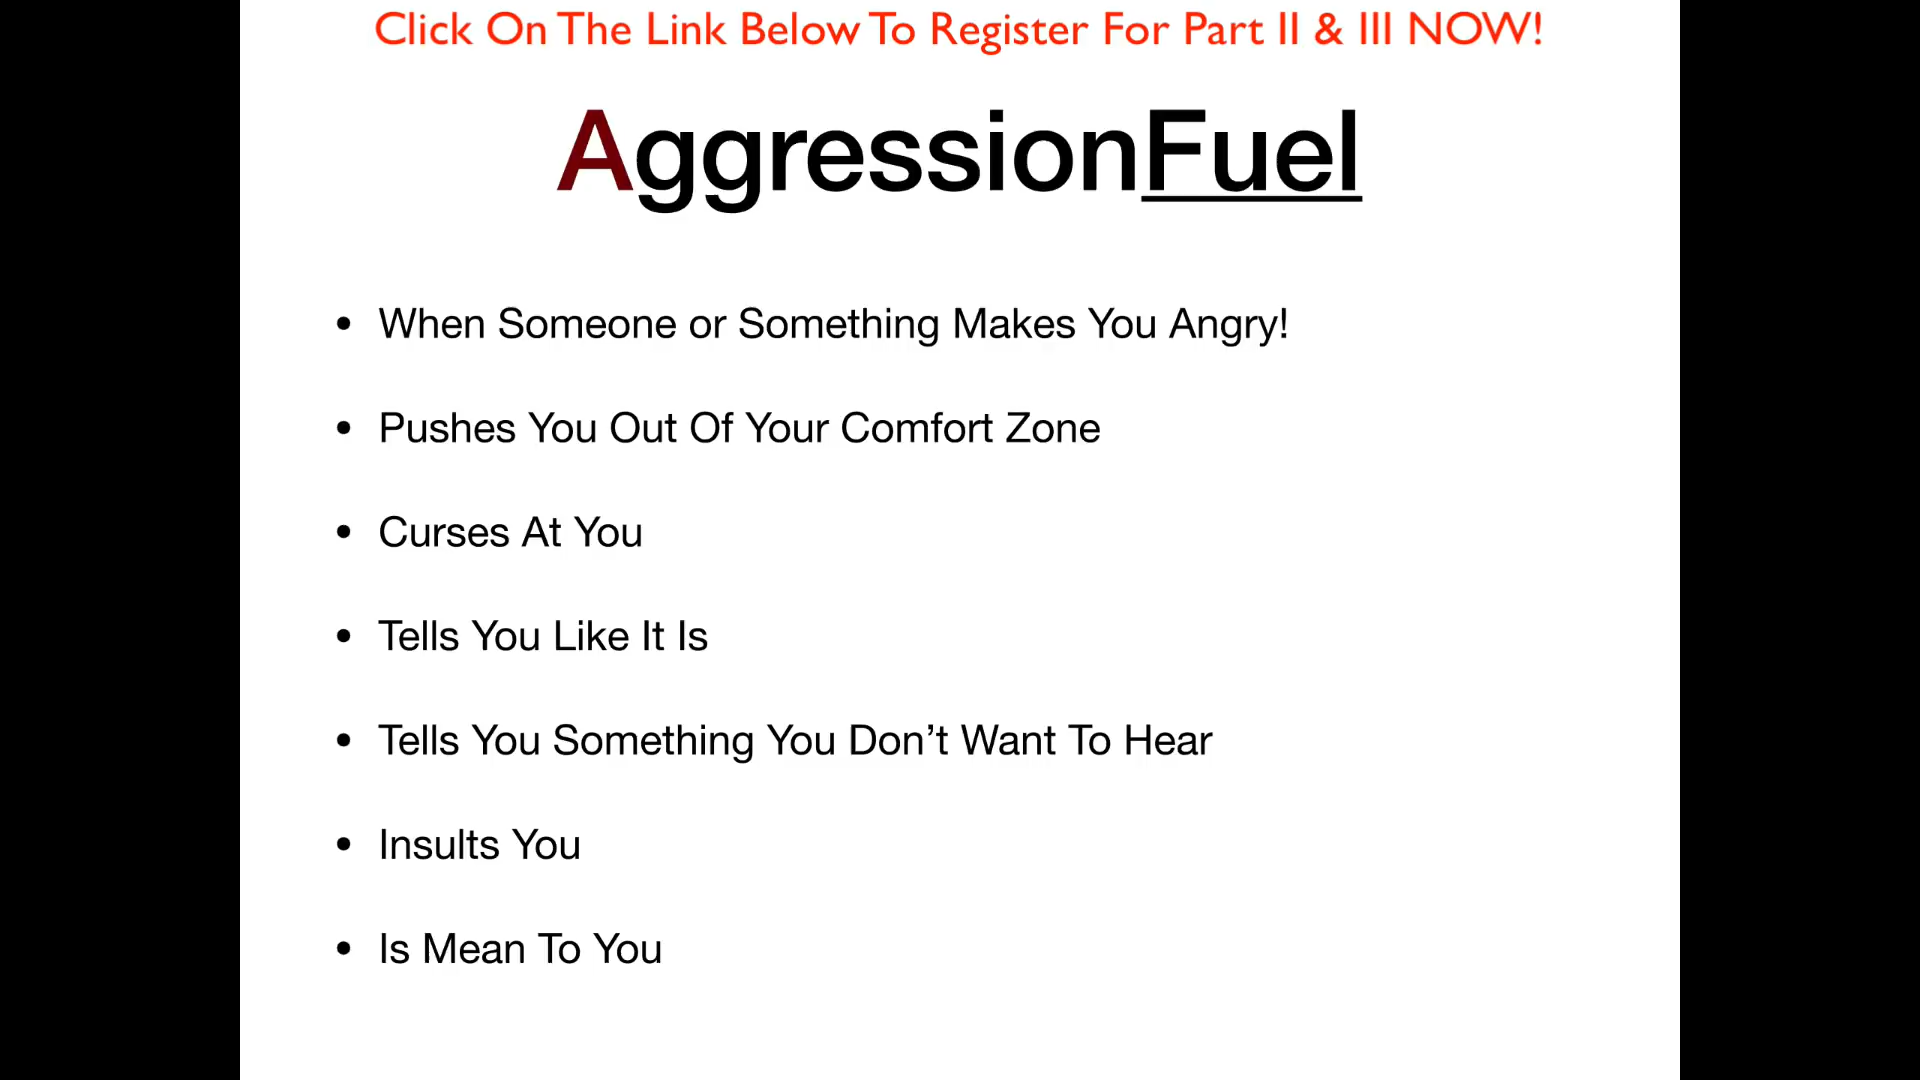 Click On The Link Below To Register For Part II & III NOW!
AggressionFuel
• When Someone or Something Makes You Angry!
• Pushes You Out Of Your Comfort Zone
• Curses At You
• Tells You Like It Is
• Tells You Something You Don’t Want To Hear
• Insults You
• Is Mean To You